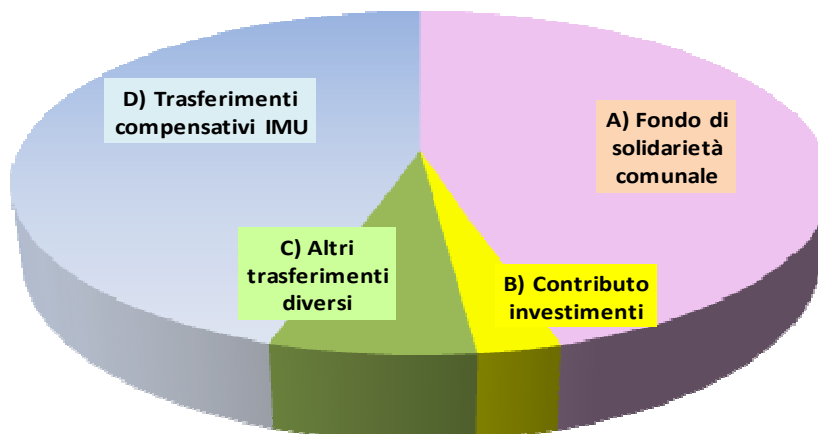 D) Trasferimenti
compensativi IMU
A) Fondo di
solidarietà
comunale
C) Altri
trasferimenti
diversi
B) Contributo
investimenti